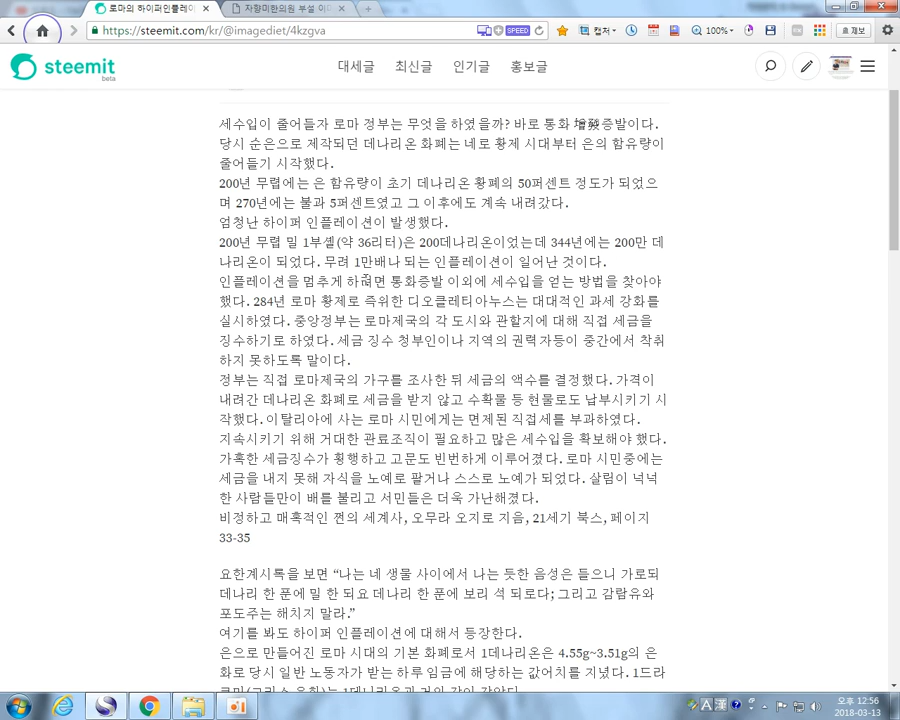 로마의 하이퍼인플레이
자향미한의원 부설 이미
https://steemit.com/kr/@imagediet/4kzgva
SPEED
캡처
100%
제보
steemit
beta
대세글 최신글 인기글 홍보글
세수입이 줄어들자 로마 정부는 무엇을 하였을까? 바로 통화 增發증발이다.
당시 순은으로 제작되던 데나리온 화폐는 네로 황제 시대부터 은의 함유량이
줄어들기 시작했다.
200년 무렵에는 은 함유량이 초기 데나리온 황폐의 50퍼센트 정도가 되었으
며 270년에는 불과 5퍼센트였고 그 이후에도 계속 내려갔다.
엄청난 하이퍼 인플레이션이 발생했다.
200년 무렵 밀 1부셸(약 36리터)은 200데나리온이었는데 344년에는 200만 데
나리온이 되었다. 무려 1만배나 되는 인플레이션이 일어난 것이다.
인플레이션을 멈추게 하려면 통화증발 이외에 세수입을 얻는 방법을 찾아야
했다. 284년 로마 황제로 즉위한 디오클레티아누스는 대대적인 과세 강화를
실시하였다. 중앙정부는 로마제국의 각 도시와 관할지에 대해 직접 세금을
징수하기로 하였다. 세금 징수 청부인이나 지역의 권력자등이 중간에서 착취
하지 못하도록 말이다.
정부는 직접 로마제국의 가구를 조사한 뒤 세금의 액수를 결정했다. 가격이
내려간 데나리온 화폐로 세금을 받지 않고 수확물 등 현물로도 납부시키기 시
작했다. 이탈리아에 사는 로마 시민에게는 면제된 직접세를 부과하였다.
지속시키기 위해 거대한 관료조직이 필요하고 많은 세수입을 확보해야 했다.
가혹한 세금징수가 횡행하고 고문도 빈번하게 이루어졌다. 로마 시민중에는
세금을 내지 못해 자식을 노예로 팔거나 스스로 노예가 되었다. 살림이 넉넉
한 사람들만이 배를 불리고 서민들은 더욱 가난해졌다.
비정하고 매혹적인 쩐의 세계사, 오무라 오지로 지음, 21세기 북스, 페이지
33-35
요한계시록을 보면 “나는 네 생물 사이에서 나는 듯한 음성은 들으니 가로되
데나리 한 푼에 밀 한 되요 데나리 한 푼에 보리 석 되로다; 그리고 감람유와
포도주는 해치지 말라.”
여기를 봐도 하이퍼 인플레이션에 대해서 등장한다.
은으로 만들어진 로마 시대의 기본 화폐로서 1데나리온은 4.55g~3.51g의 은
화로 당시 일반 노동자가 받는 하루 임금에 해당하는 값어치를 지녔다. 1드라
A 漢
오후 12:56
2018-03-13